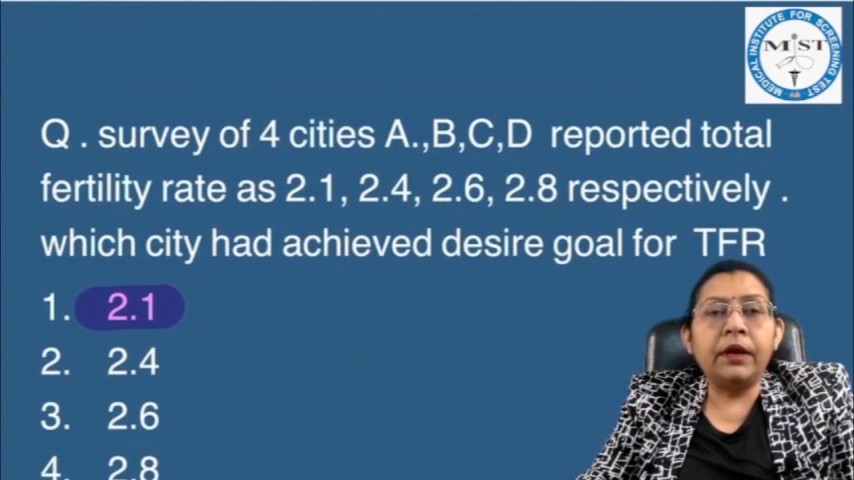 MEDICAL INSTITUTE FOR SCREENING TEST
MIST
Q . survey of 4 cities A.,B,C,D reported total
fertility rate as 2.1, 2.4, 2.6, 2.8 respectively .
which city had achieved desire goal for TFR
1. 2.1
2. 2.4
3. 2.6
4. 2.8